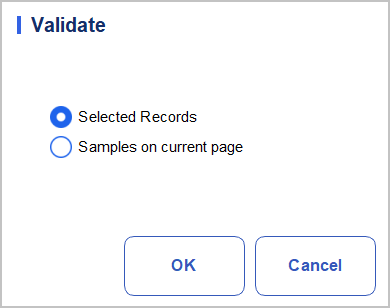 Validate
Selected Records
Samples on current page
OK
Cancel